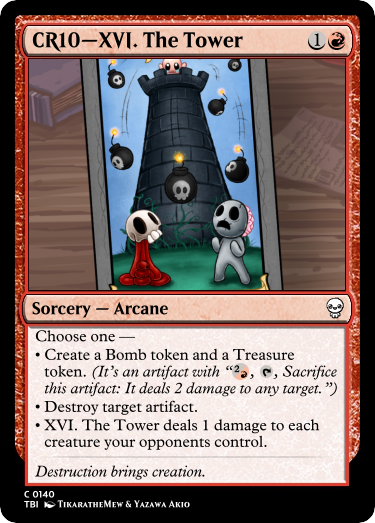 CR10—XVI. The Tower 1
Choose one —
Sorcery — Arcane
• Create a Bomb token and a Treasure
token. (It's an artifact with “2/R, T, Sacrifice
this artifact: It deals 2 damage to any target.”)
• Destroy target artifact.
• XVI. The Tower deals 1 damage to each
creature your opponents control.
Destruction brings creation.
C 0140
TBI TikaratheMew & Yazawa Akio